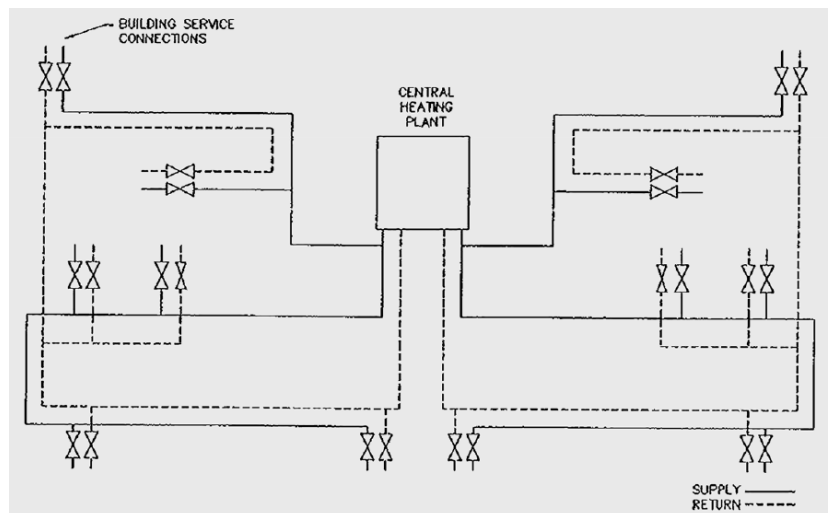 BUILDING SERVICE
CONNECTIONS
CENTRAL
HEATING
PLANT
SUPPLY
RETURN